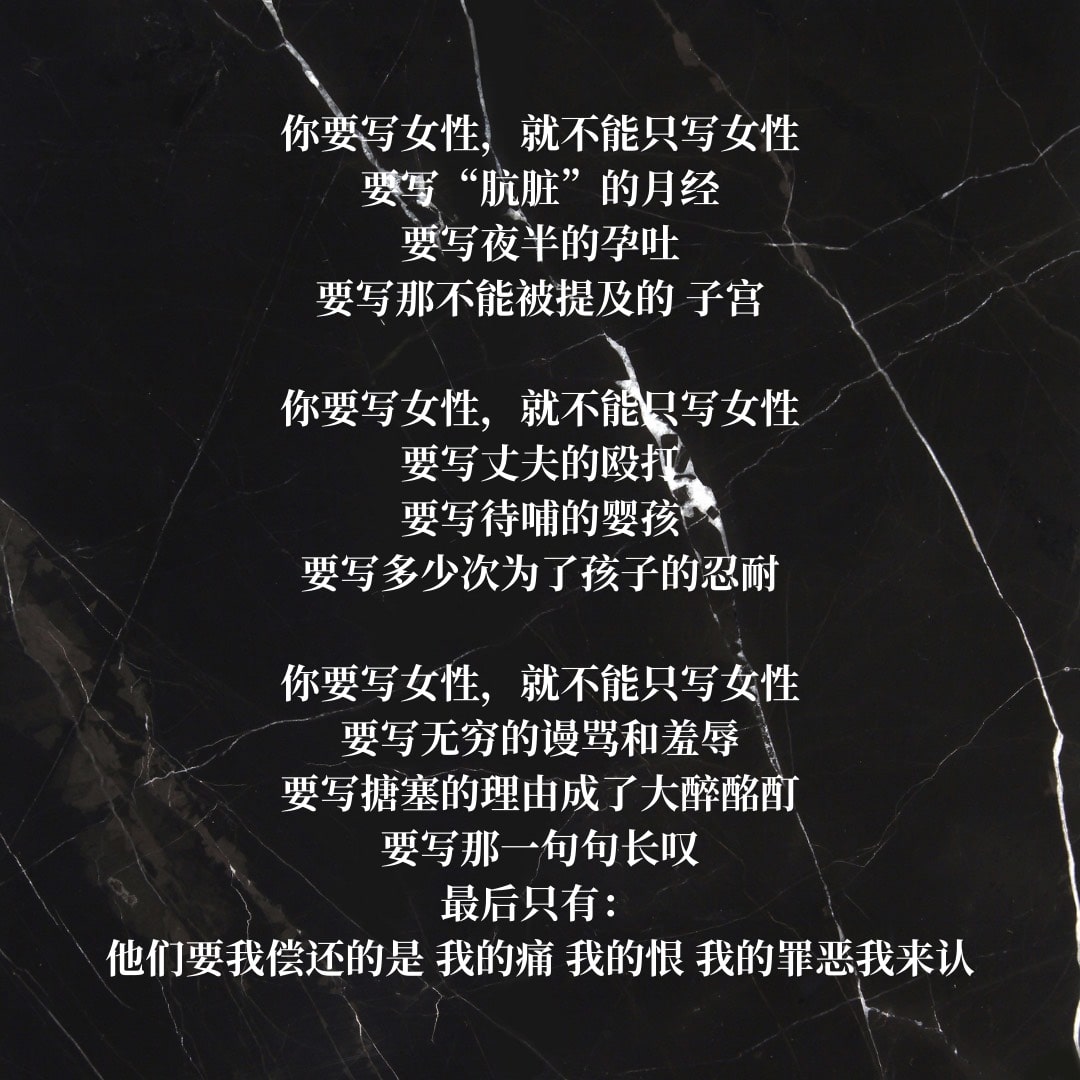 你要写女性，就不能只写女性
要写“肮脏”的月经
要写夜半的孕吐
要写那不能被提及的 子宫
你要写女性，就不能只写女性
要写丈夫的殴打
要写待哺的婴孩
要写多少次为了孩子的忍耐
你要写女性，就不能只写女性
要写无穷的谩骂和羞辱
要写搪塞的理由成了大醉酩酊
要写那一句句长叹
最后只有：
他们要我偿还的是 我的痛 我的恨 我的罪恶我来认